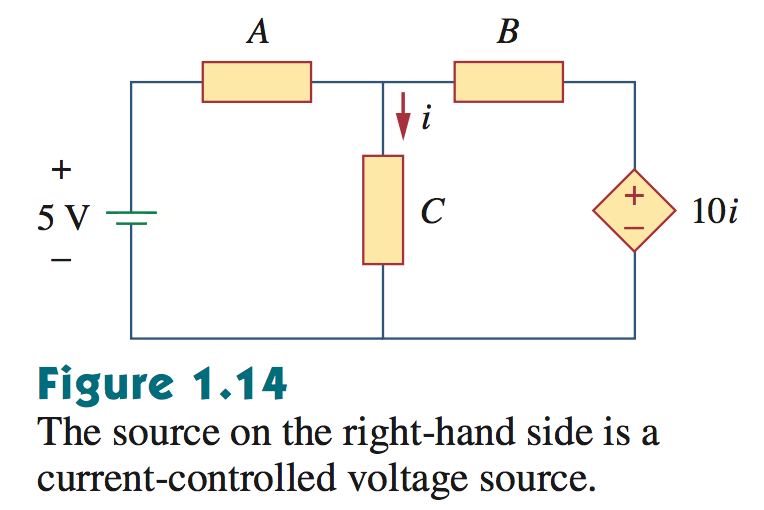 A
B
i
+
5 V
–
C
+
–
10i
Figure 1.14
The source on the right-hand side is a
current-controlled voltage source.